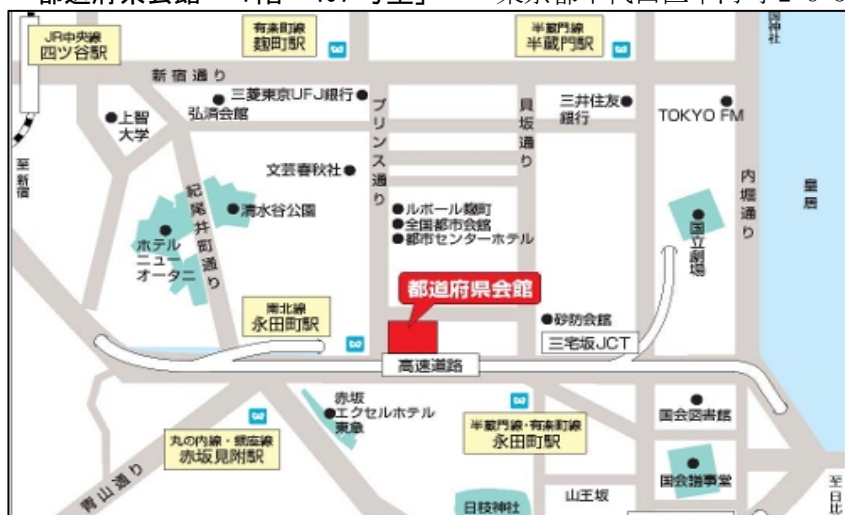 都道府県会館
JR中央線
四ツ谷駅
有楽町線
麹町駅
半蔵門線
半蔵門駅
新宿通り
三菱東京UFJ銀行
弘済会館
上智
大学
プリンス通り
貝坂通り
三井住友
銀行
TOKYO FM
内堀通り
皇居
至新宿
文芸春秋社
紀尾井町通り
清水谷公園
ルポール麹町
全国都市会館
都市センターホテル
国立劇場
ホテル
ニュー
オータニ
都道府県会館
南北線
永田町駅
砂防会館
三宅坂JCT
高速道路
赤坂
エクセルホテル
東急
半蔵門線・有楽町線
永田町駅
国会図書館
丸の内線・銀座線
赤坂見附駅
青山通り
国会議事堂
日枝神社
山王坂
至日比